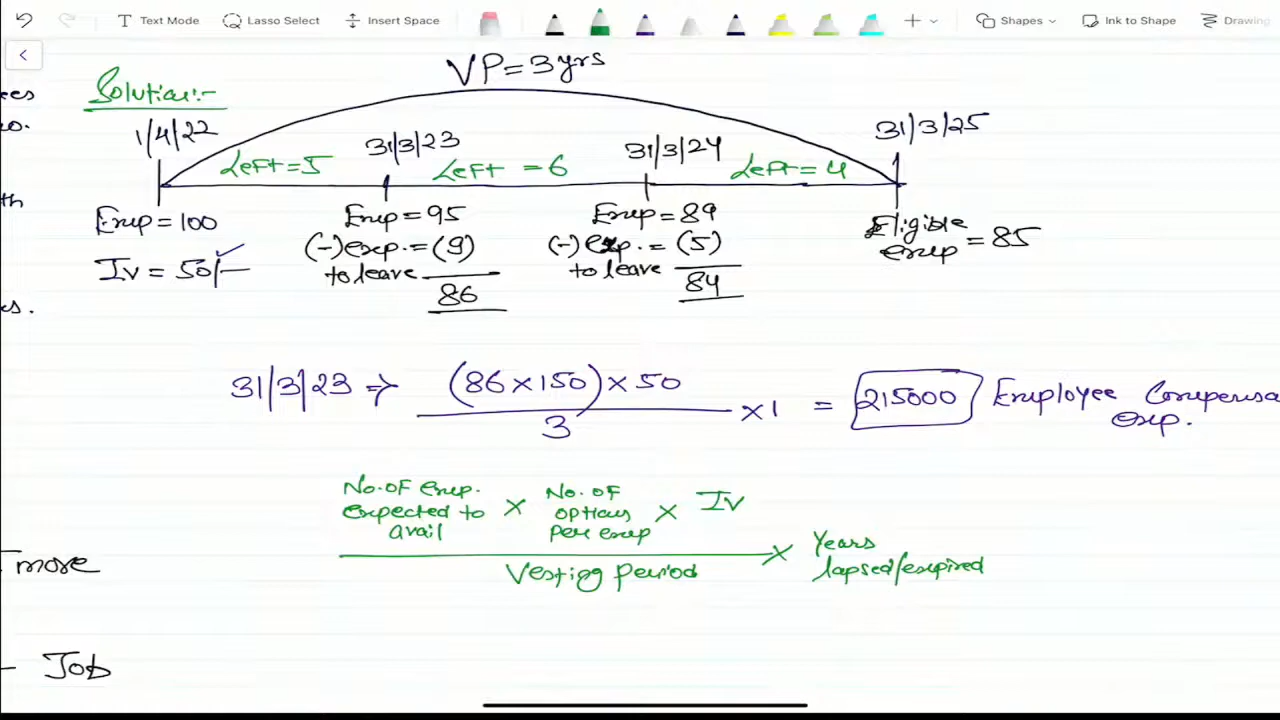 Text Mode
Lasso Select
Insert Space
Shapes
Ink to Shape
Drawing
ees
o.
th
es.
Solution:-
VP=3yrs
1/4/22
31/3/23
31/3/24
31/3/25
Left=5
Left=6
Left=4
Emp=100
IV=50/-
Emp=95
(-) exp.=(9)
to leave
86
Emp=89
(-) exp.=(5)
to leave
84
Eligible
emp =85
31/3/23 => (86×150)×50
3
×1 = 215000 Employee Compensa
exp.
No. of emp. expected to avail × No. of options per emp × IV
Vesting period
× Years lapsed/expired
more
- Job